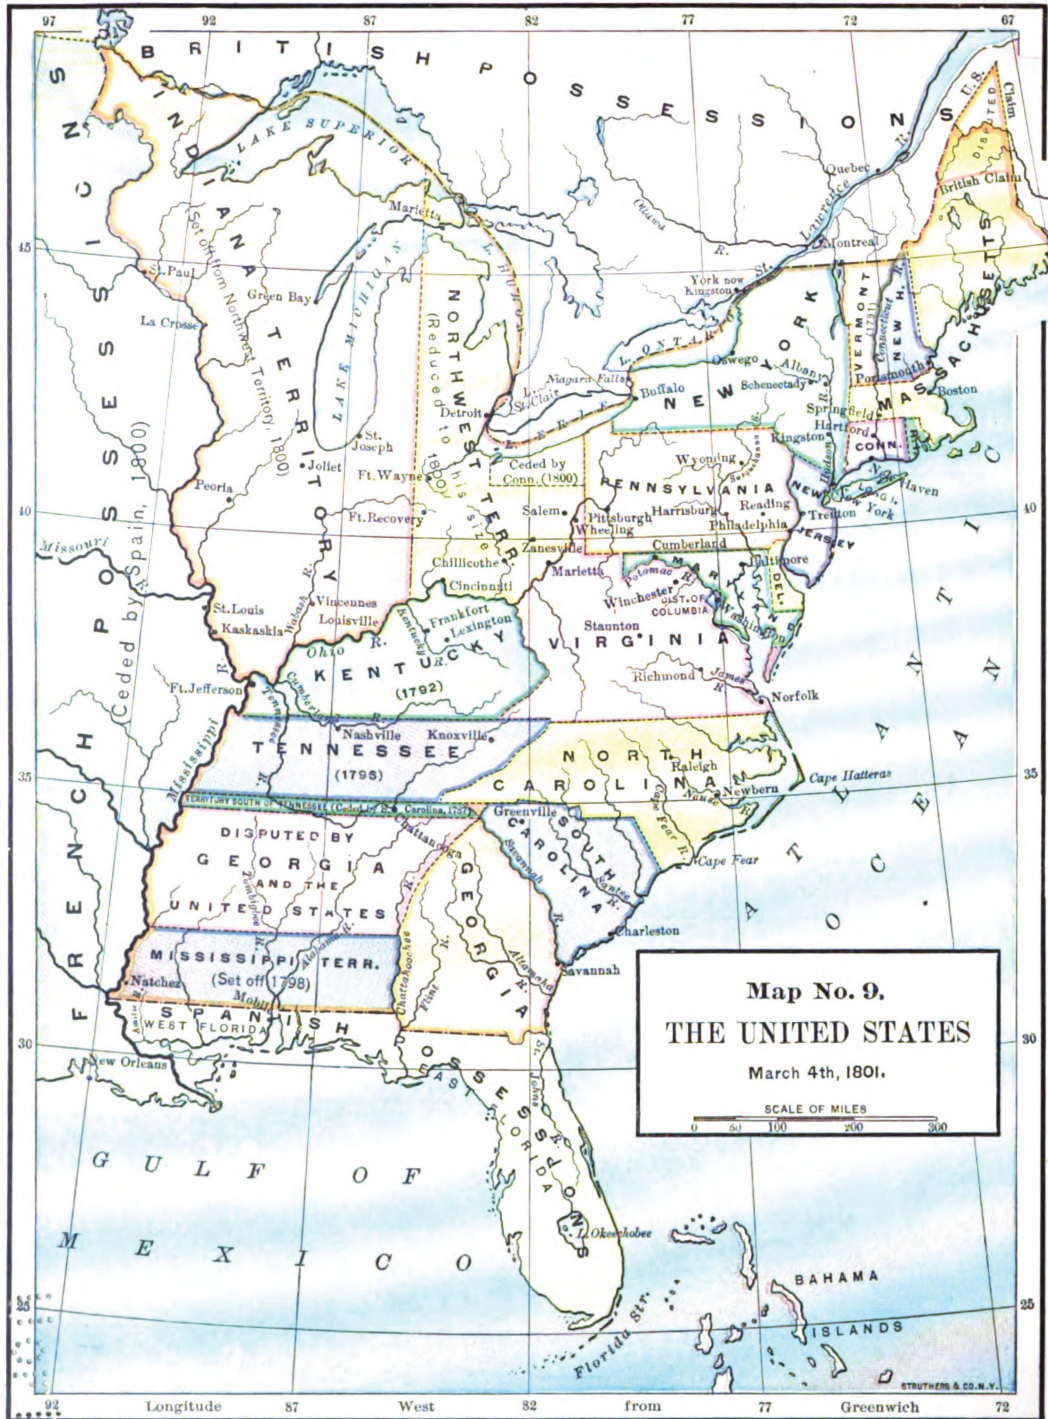 97 92 87 82 77 72 67
BRITISH POSSESSIONS
U.S. Claim
DISPUTED
British Claim
LAKE SUPERIOR
Quebec
St. Lawrence R.
Ottawa R.
Montreal
Marietta
LAKE MICHIGAN
L. HURON
45
45
St. Paul
Green Bay
La Crosse
INDIANA TERRITORY
(Set off from Northwest Territory, 1800)
NORTHWEST TERR.
(Reduced to this size 1800)
York now
Kingston
L. ONTARIO
Oswego
Niagara Falls
Buffalo
NEW YORK
Albany
Schenectady
VERMONT
(1791)
Connecticut R.
NEW H.
Portsmouth
MASSACHUSETTS
Boston
Springfield
Hartford
CONN.
R.I.
Kingston
Hudson R.
New Haven
LONG I.
New York
Detroit
L. St. Clair
L. ERIE
St. Joseph
Joliet
Ft. Wayne
Peoria
Ft. Recovery
Ceded by
Conn. (1800)
PENNSYLVANIA
Wyoming
Susquehanna R.
Salem
Pittsburgh
Harrisburg
Reading
Wheeling
Philadelphia
NEW JERSEY
Trenton
40
40
Zanesville
Chillicothe
Cincinnati
Marietta
Cumberland
MARYLAND
Baltimore
DEL.
Potomac R.
Winchester
DIST. OF
COLUMBIA
Washington
Missouri R.
FRENCH POSSESSIONS
Ceded by Spain, 1800
St. Louis
Kaskaskia
Wabash R.
Vincennes
Louisville
Ohio R.
Kentucky R.
Frankfort
Lexington
KENTUCKY
(1792)
Staunton
VIRGINIA
Richmond
James R.
Norfolk
Ft. Jefferson
Tennessee R.
Cumberland R.
Mississippi R.
Nashville
Knoxville
TENNESSEE
(1796)
NORTH
CAROLINA
Raleigh
Neuse R.
Newbern
Cape Hatteras
35
35
TERRITORY SOUTH OF TENNESSEE (Ceded by S. Carolina, 1787)
Greenville
Chattanooga
Cape Fear R.
Cape Fear
SOUTH CAROLINA
Santee R.
Savannah R.
Charleston
DISPUTED BY
GEORGIA
AND THE
UNITED STATES
Tombigbee R.
Alabama R.
Chattahoochee R.
Flint R.
GEORGIA
Altamaha R.
Savannah
MISSISSIPPI TERR.
(Set off 1798)
Natchez
Mobile
Amite R.
SPANISH POSSESSIONS
WEST FLORIDA
EAST FLORIDA
St. Johns R.
New Orleans
30
30
ATLANTIC OCEAN
GULF OF
MEXICO
L. Okeechobee
Florida Str.
BAHAMA
ISLANDS
25
25
Map No. 9.
THE UNITED STATES
March 4th, 1801.
SCALE OF MILES
0 50 100 200 300
STRUTHERS & CO. N.Y.
92 Longitude 87 West 82 from 77 Greenwich 72